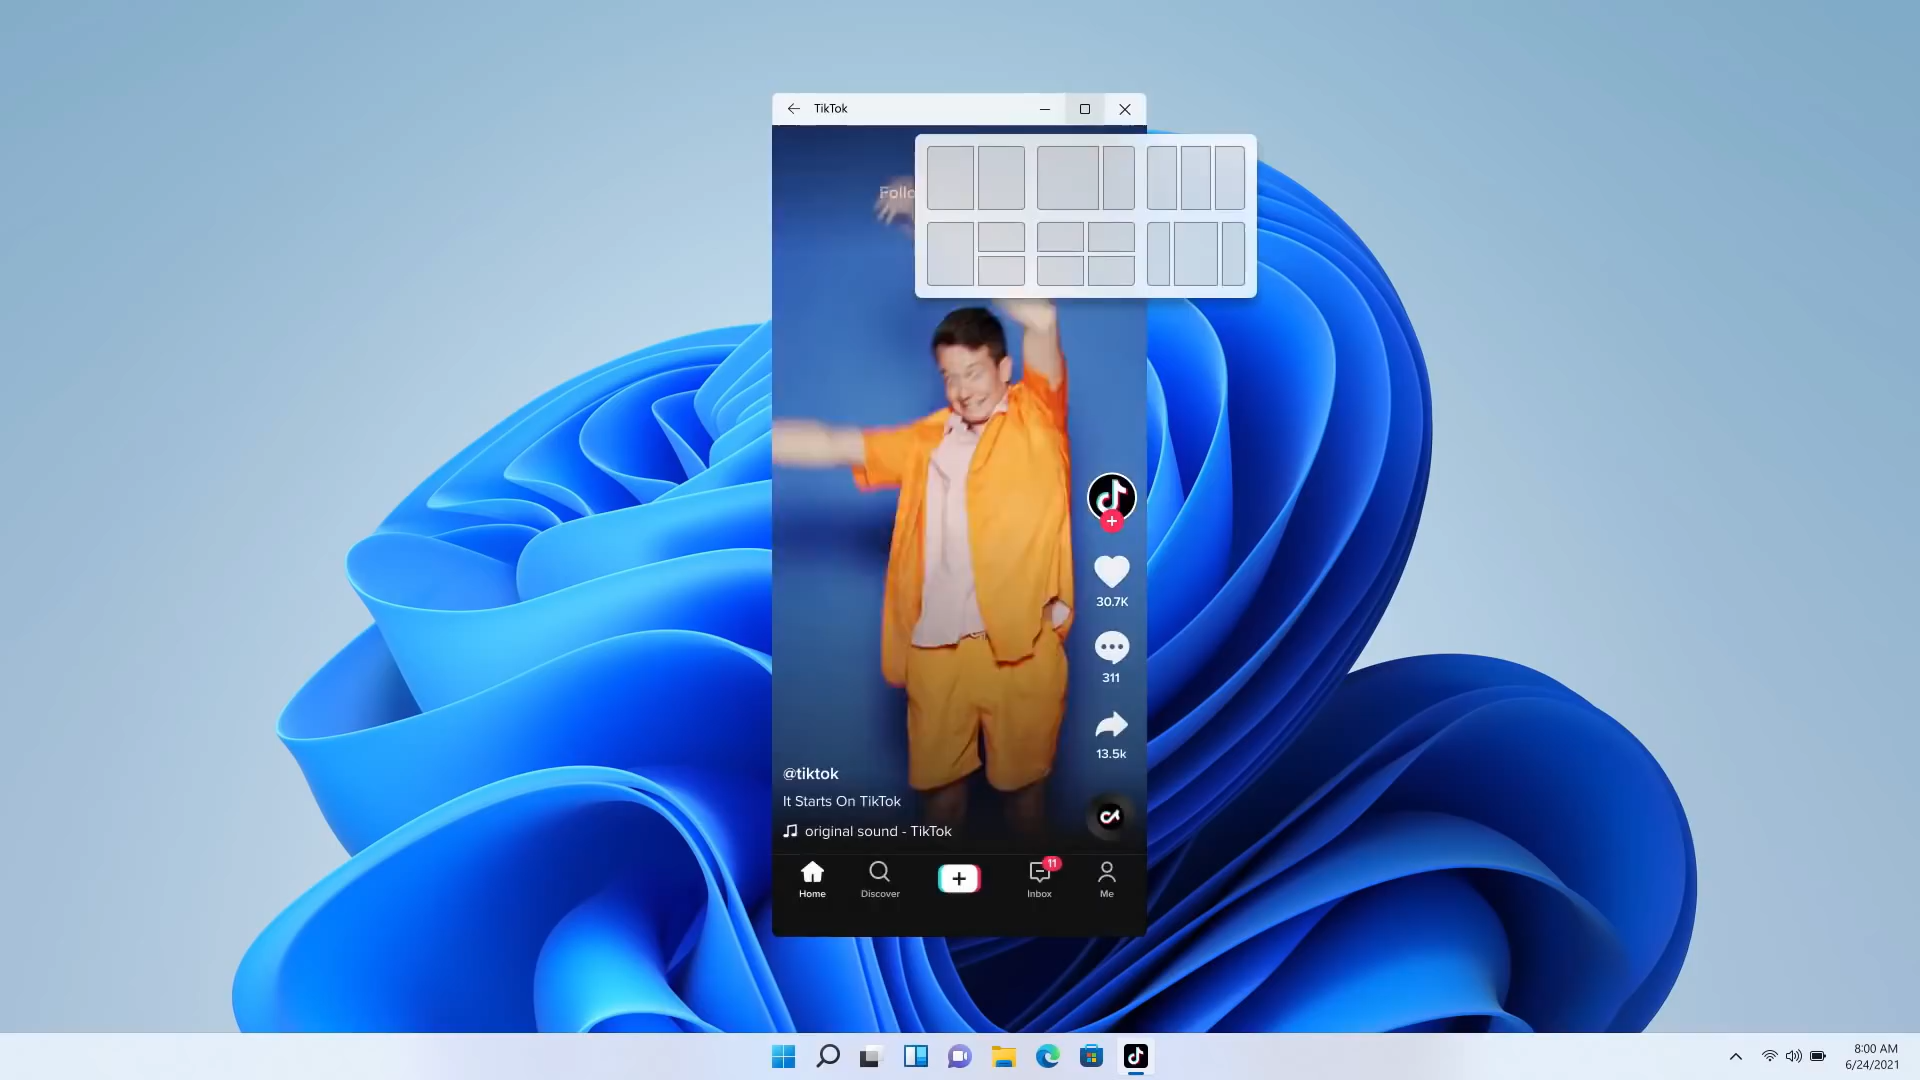 TikTok
Follo
30.7K
311
13.5k
@tiktok
It Starts On TikTok
original sound - TikTok
11
Home
Discover
Inbox
Me
8:00 AM
6/24/2021